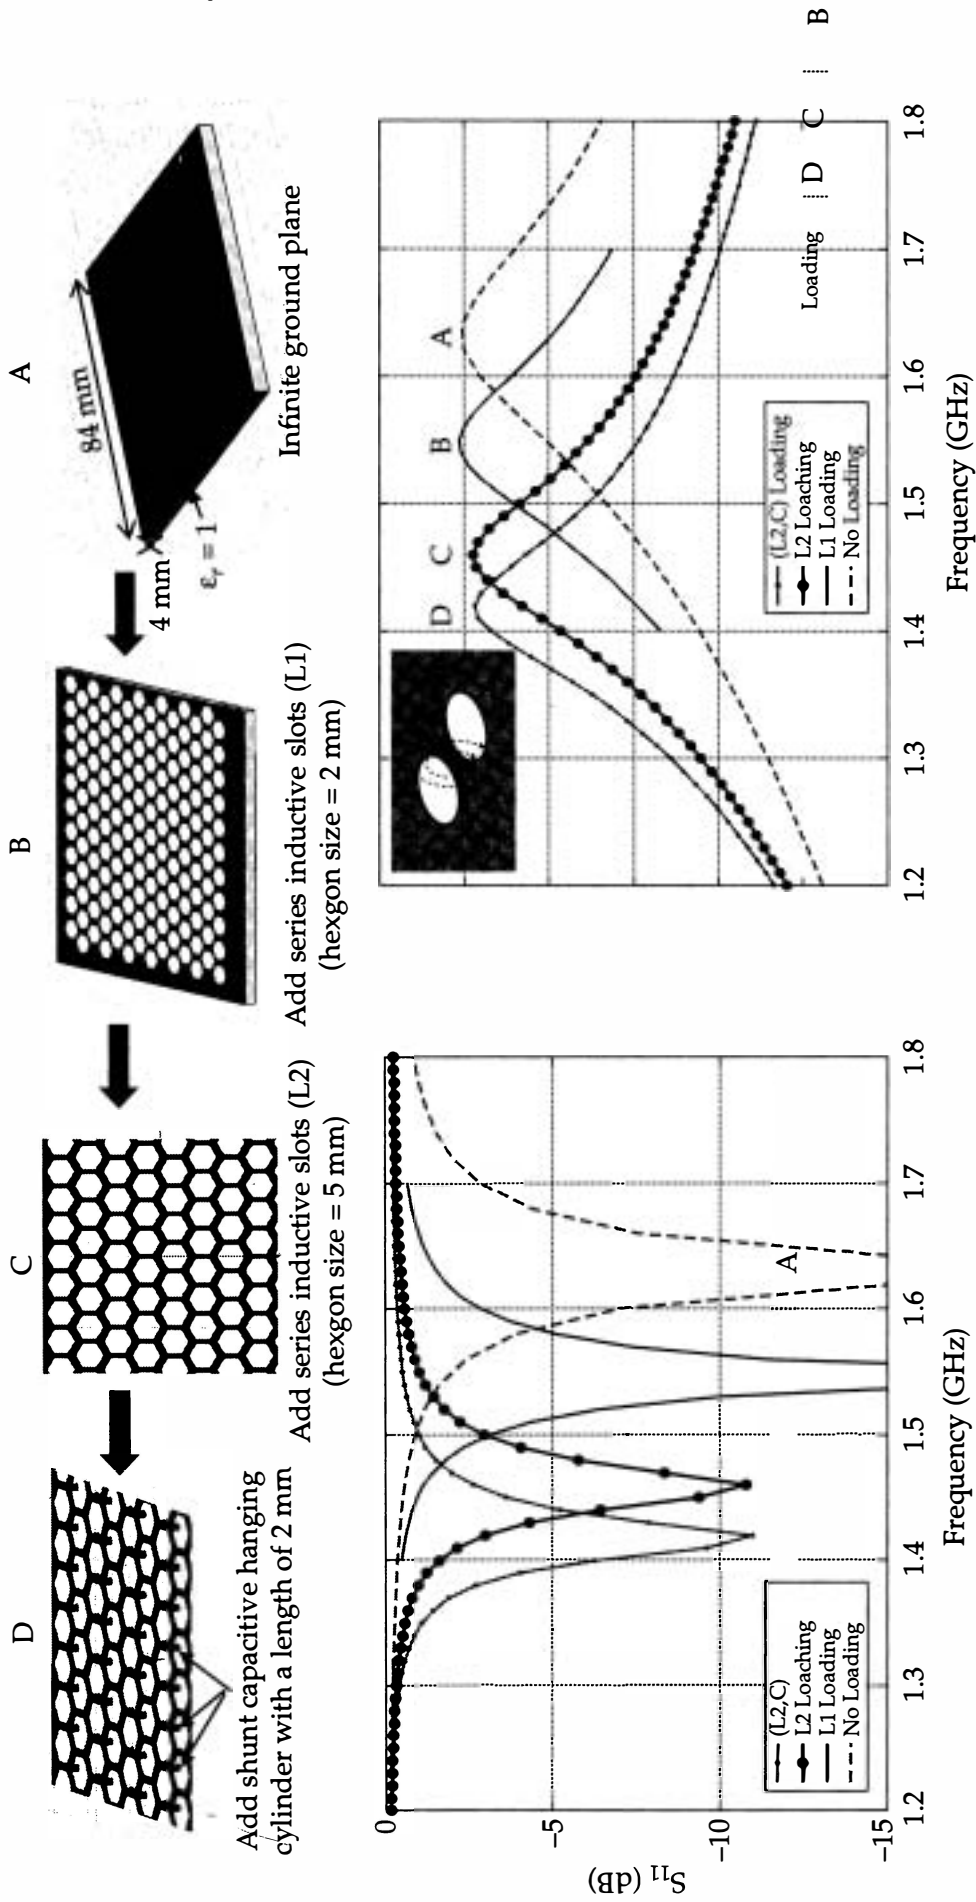 D
C
B
A
84 mm
4 mm
εr = 1
Add shunt capacitive hanging
cylinder with a length of 2 mm
Add series inductive slots (L2)
(hexgon size = 5 mm)
Add series inductive slots (L1)
(hexgon size = 2 mm)
Infinite ground plane
0
−5
−10
−15
S11 (dB)
1.2
1.3
1.4
1.5
1.6
1.7
1.8
Frequency (GHz)
A
(L2,C)
L2 Loaching
L1 Loading
No Loading
D
C
B
A
(L2,C) Loading
L2 Loaching
L1 Loading
No Loading
1.2
1.3
1.4
1.5
1.6
1.7
1.8
Frequency (GHz)
Loading
D
C
B